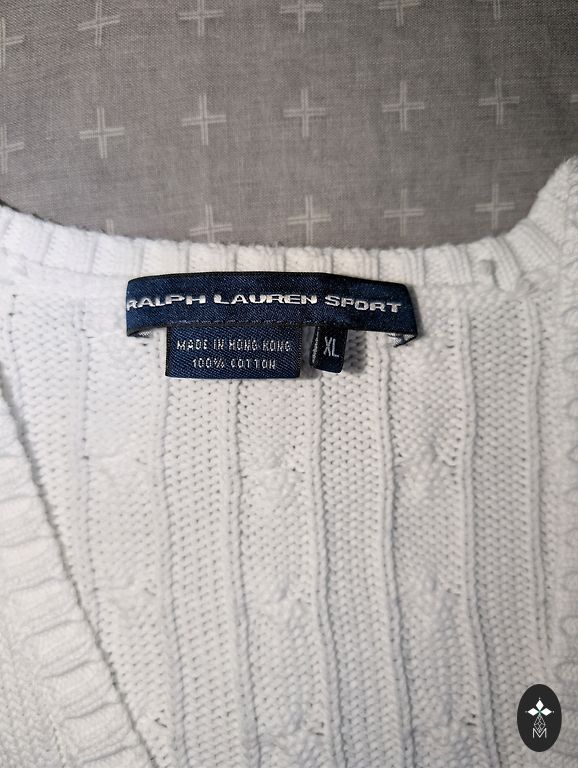 RALPH LAUREN SPORT
MADE IN HONG KONG
100% COTTON
XL
M